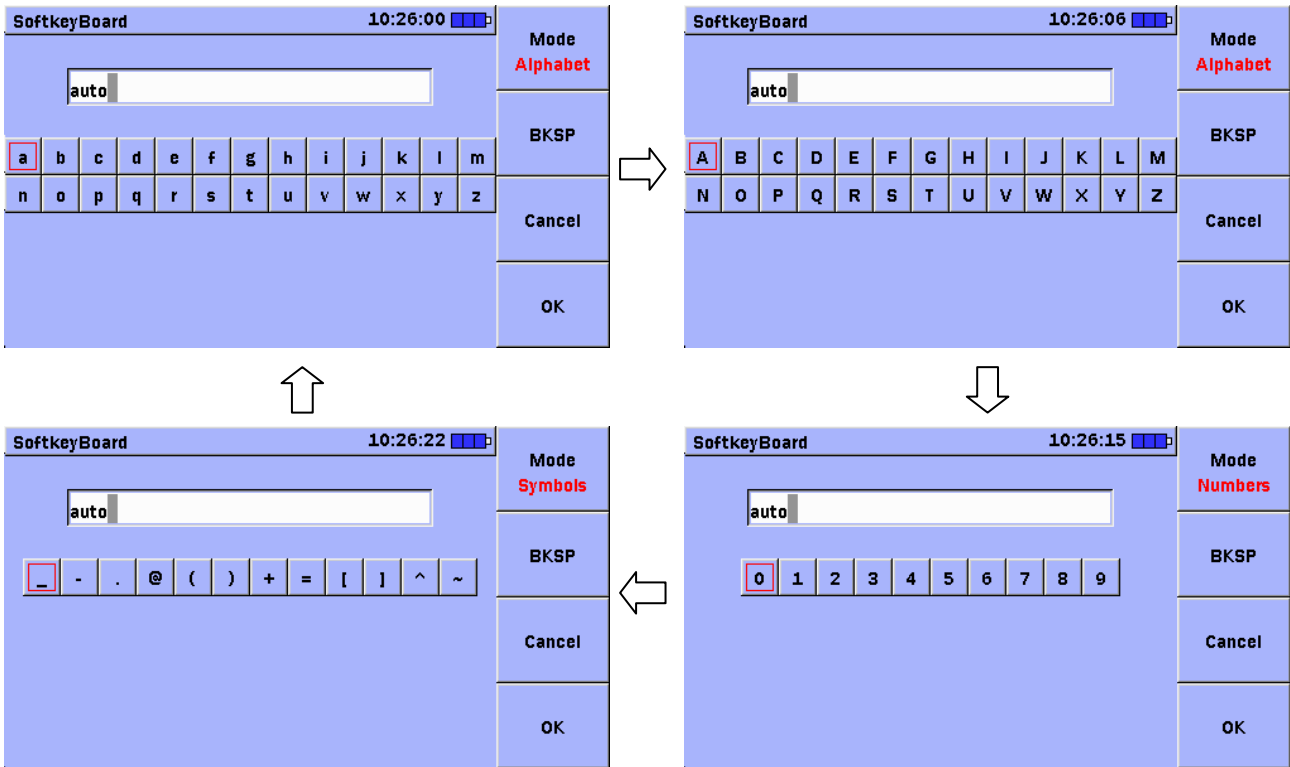 SoftkeyBoard 10:26:00
Mode
Alphabet
auto
BKSP
a b c d e f g h i j k l m
n o p q r s t u v w x y z
Cancel
OK
SoftkeyBoard 10:26:06
Mode
Alphabet
auto
BKSP
A B C D E F G H I J K L M
N O P Q R S T U V W X Y Z
Cancel
OK
SoftkeyBoard 10:26:22
Mode
Symbols
auto
BKSP
_ - . @ ( ) + = [ ] ^ ~
Cancel
OK
SoftkeyBoard 10:26:15
Mode
Numbers
auto
BKSP
0 1 2 3 4 5 6 7 8 9
Cancel
OK